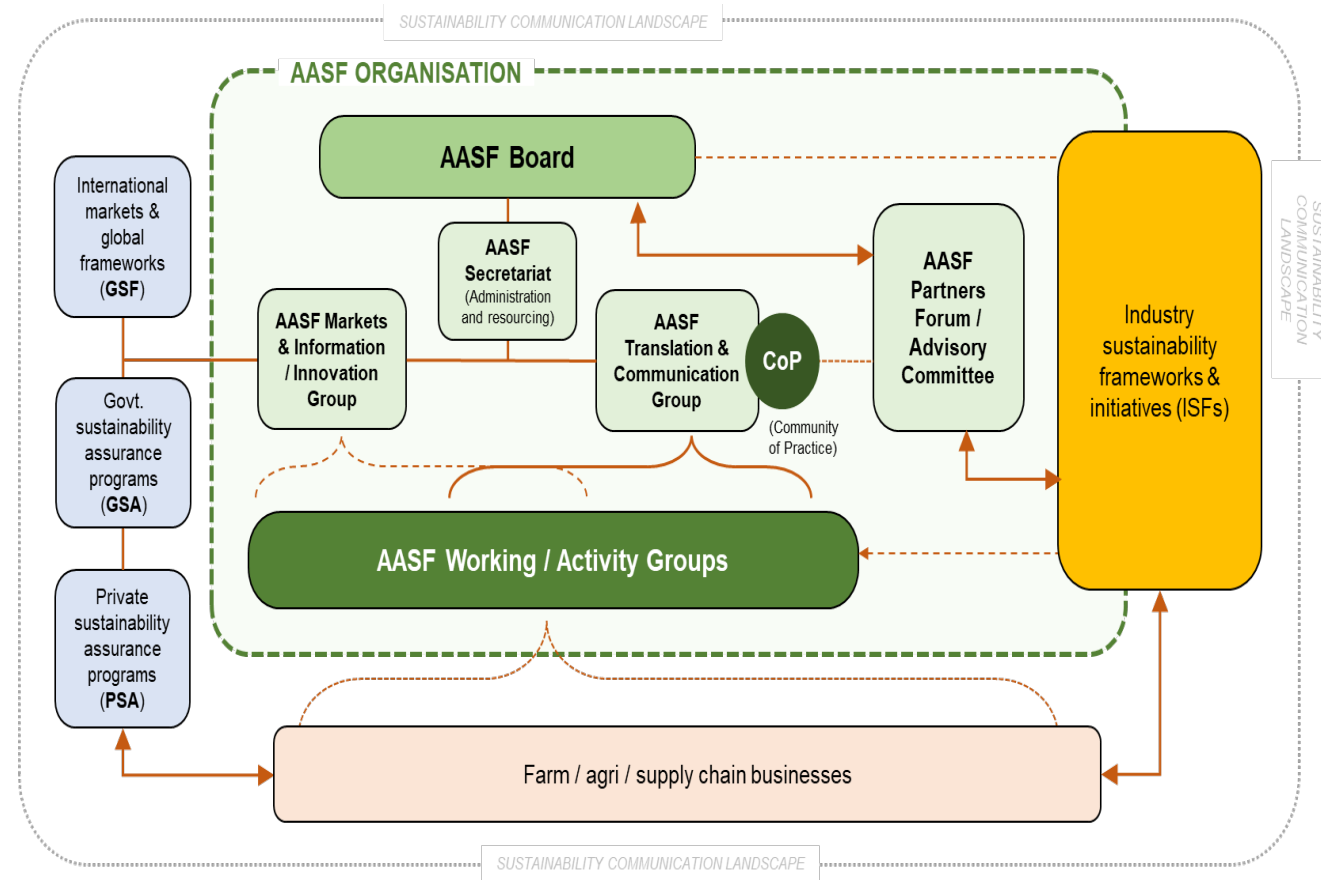 SUSTAINABILITY COMMUNICATION LANDSCAPE
AASF ORGANISATION
AASF Board
International
markets &
global
frameworks
(GSF)
AASF
Secretariat
(Administration
and resourcing)
AASF
Partners
Forum /
Advisory
Committee
SUSTAINABILITY
COMMUNICATION
LANDSCAPE
AASF Markets
& Information
/ Innovation
Group
AASF
Translation &
Communication
Group
CoP
(Community
of Practice)
Industry
sustainability
frameworks &
initiatives (ISFs)
Govt.
sustainability
assurance
programs
(GSA)
AASF Working / Activity Groups
Private
sustainability
assurance
programs
(PSA)
Farm / agri / supply chain businesses
SUSTAINABILITY COMMUNICATION LANDSCAPE